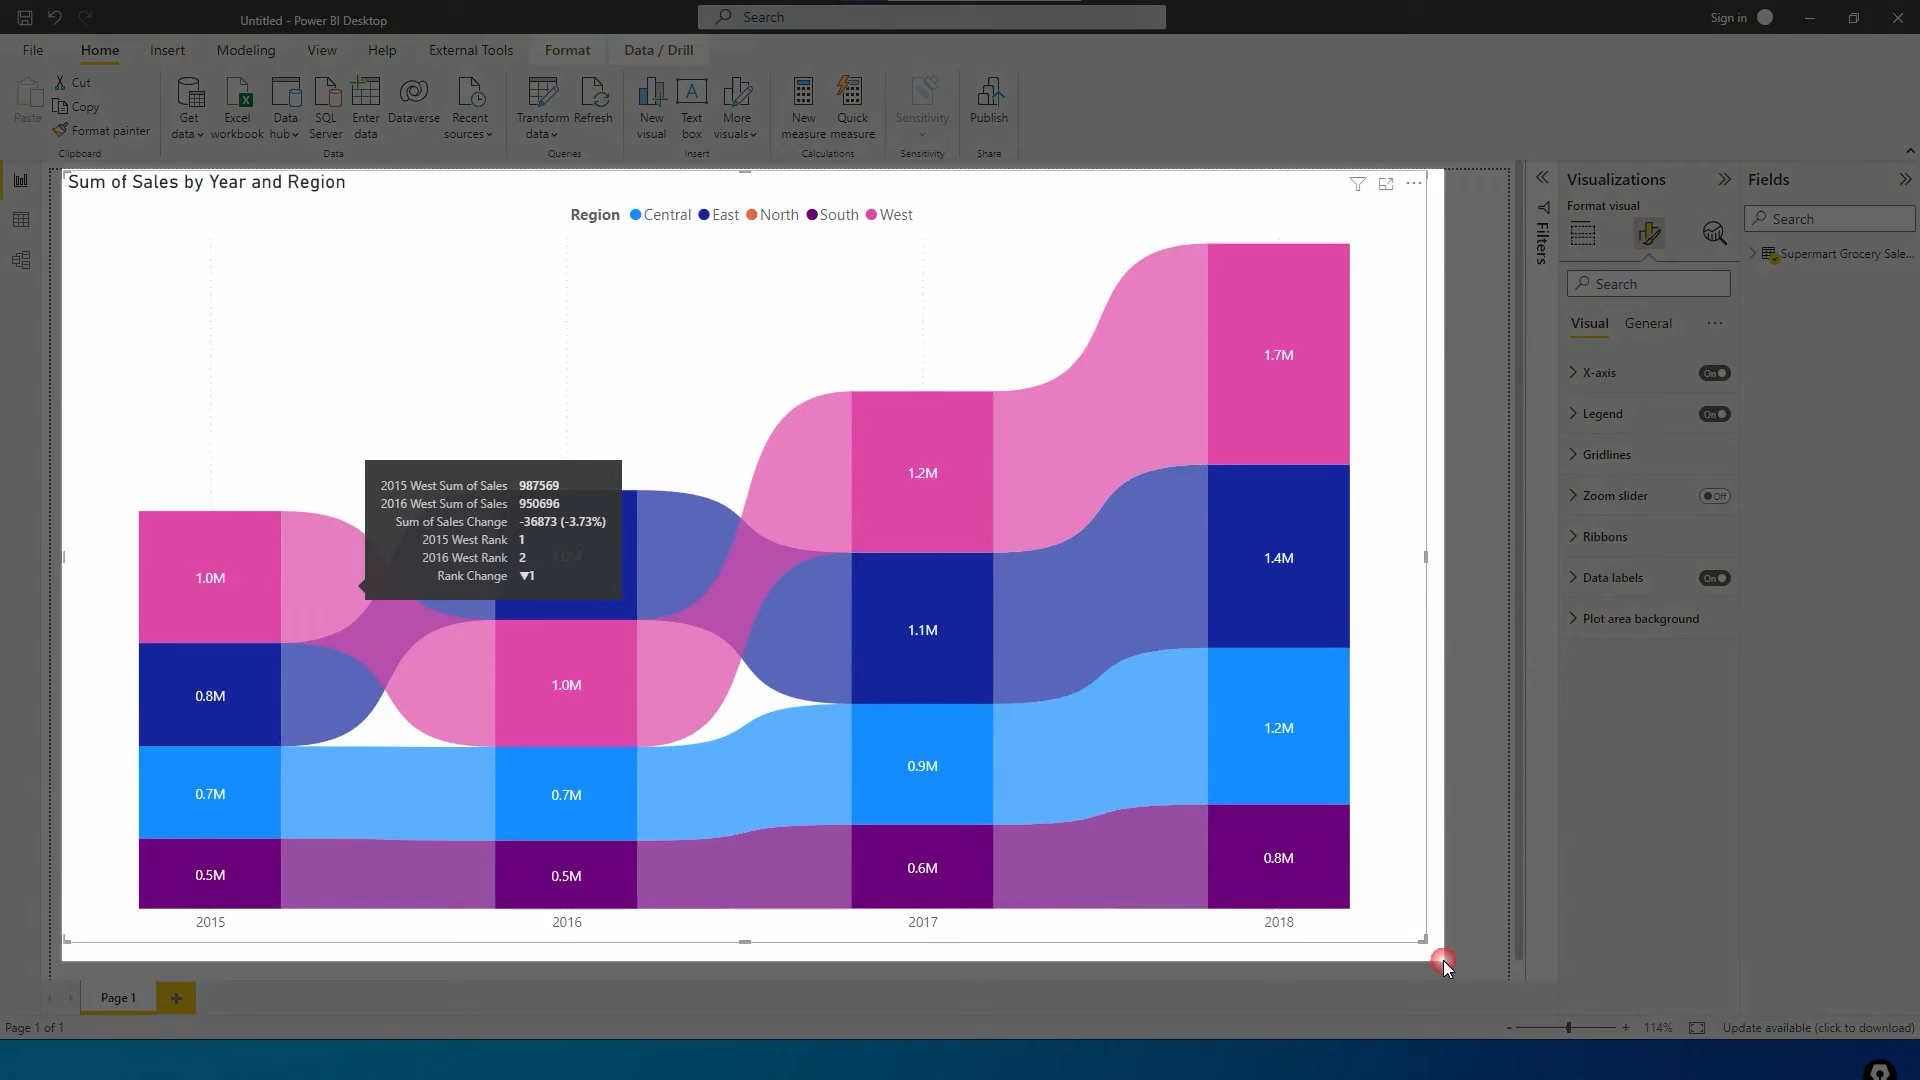 Untitled - Power BI Desktop
Search
Sign in
File
Home
Insert
Modeling
View
Help
External Tools
Format
Data / Drill
Paste
Cut
Copy
Format painter
Clipboard
Get data
Excel workbook
Data hub
SQL Server
Enter data
Dataverse
Recent sources
Data
Transform data
Refresh
Queries
New visual
Text box
More visuals
Insert
New measure
Quick measure
Calculations
Sensitivity
Sensitivity
Publish
Share
Sum of Sales by Year and Region
Region Central East North South West
1.0M
0.8M
0.7M
0.5M
2015 West Sum of Sales 987569
2016 West Sum of Sales 950696
Sum of Sales Change -36873 (-3.73%)
2015 West Rank 1
2016 West Rank 2
Rank Change ▼1
1.0M
1.0M
0.7M
0.5M
1.2M
1.1M
0.9M
0.6M
1.7M
1.4M
1.2M
0.8M
2015
2016
2017
2018
Filters
Visualizations
Format visual
Search
Visual
General
X-axis On
Legend On
Gridlines
Zoom slider Off
Ribbons
Data labels On
Plot area background
Fields
Search
Supermart Grocery Sale...
Page 1
Page 1 of 1
114%
Update available (click to download)